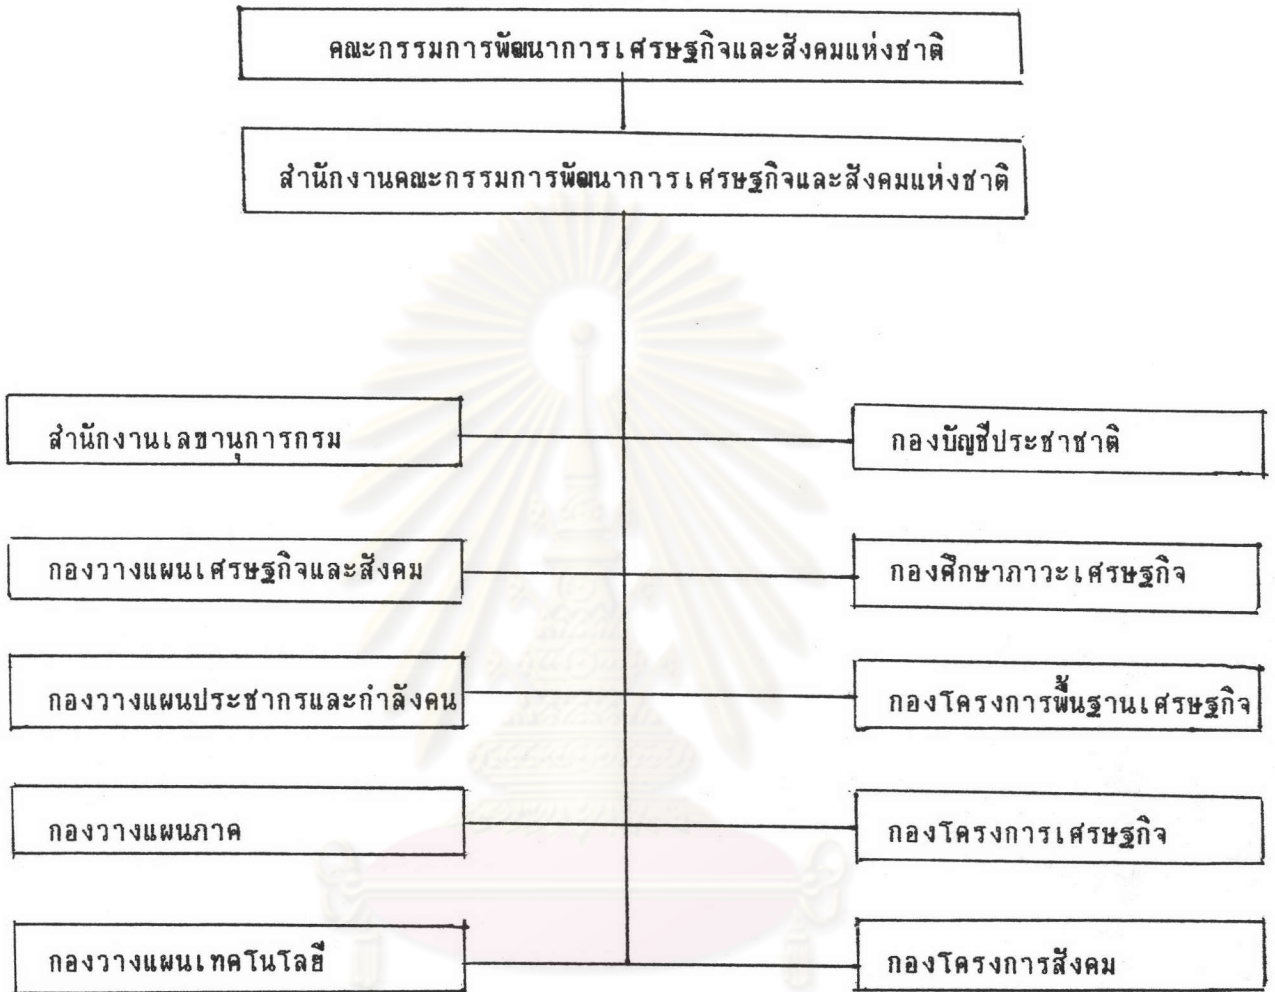 คณะกรรมการพัฒนาการเศรษฐกิจและสังคมแห่งชาติ
สำนักงานคณะกรรมการพัฒนาการเศรษฐกิจและสังคมแห่งชาติ
สำนักงานเลขานุการกรม
กองบัญชีประชาชาติ
กองวางแผนเศรษฐกิจและสังคม
กองศึกษาภาวะเศรษฐกิจ
กองวางแผนประชากรและกำลังคน
กองโครงการพื้นฐานเศรษฐกิจ
กองวางแผนภาค
กองโครงการเศรษฐกิจ
กองวางแผนเทคโนโลยี
กองโครงการสังคม